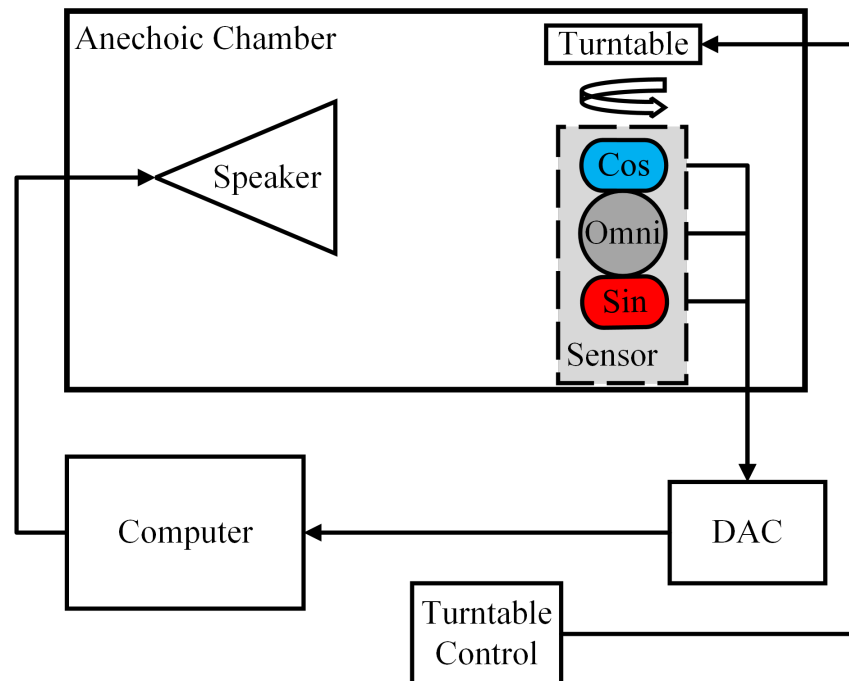 Anechoic Chamber
Turntable
Speaker
Cos
Omni
Sin
Sensor
Computer
DAC
Turntable
Control